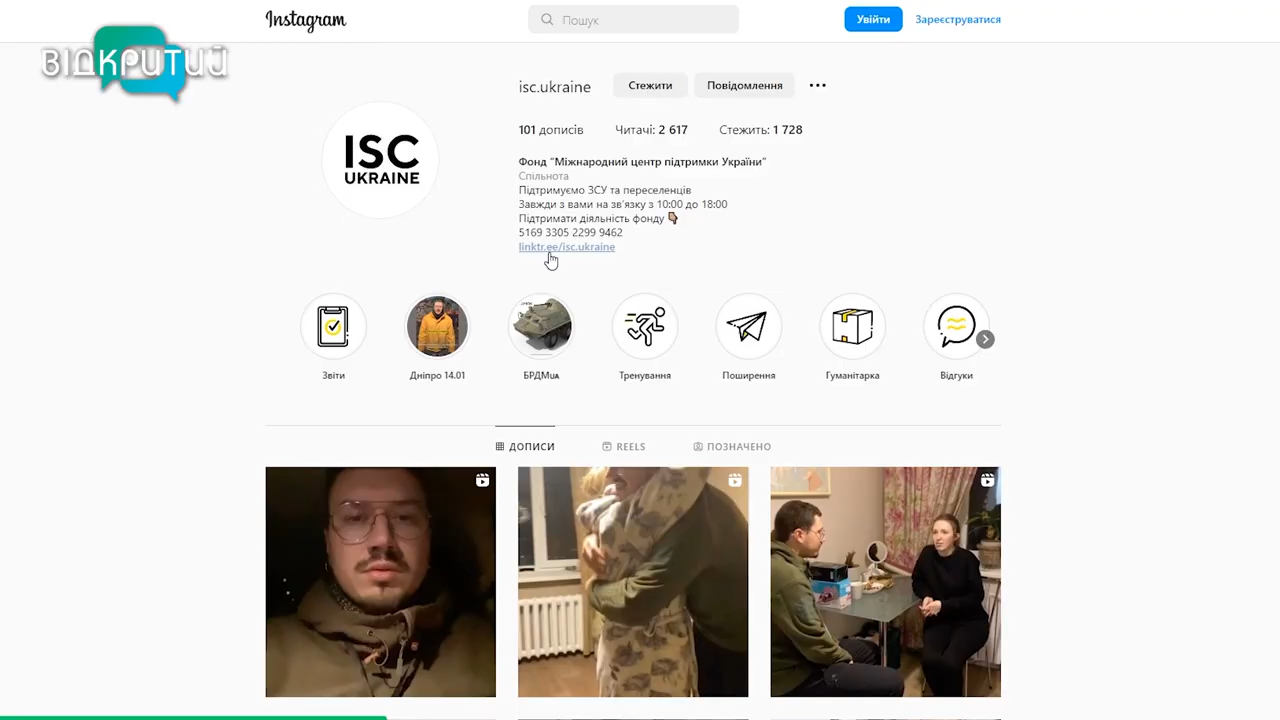 Instagram
Пошук
Увійти
Зареєструватися
ВІДКРИТИЙ
isc.ukraine
Стежити
Повідомлення
101 дописів
Читачі: 2 617
Стежить: 1 728
ISC
UKRAINE
Фонд "Міжнародний центр підтримки України"
Спільнота
Підтримуємо ЗСУ та переселенців
Завжди з вами на зв'язку з 10:00 до 18:00
Підтримати діяльність фонду
5169 3305 2299 9462
linktr.ee/isc.ukraine
Звіти
Дніпро 14.01
БРДМUA
Тренування
Поширення
Гуманітарка
Відгуки
ДОПИСИ
REELS
ПОЗНАЧЕНО